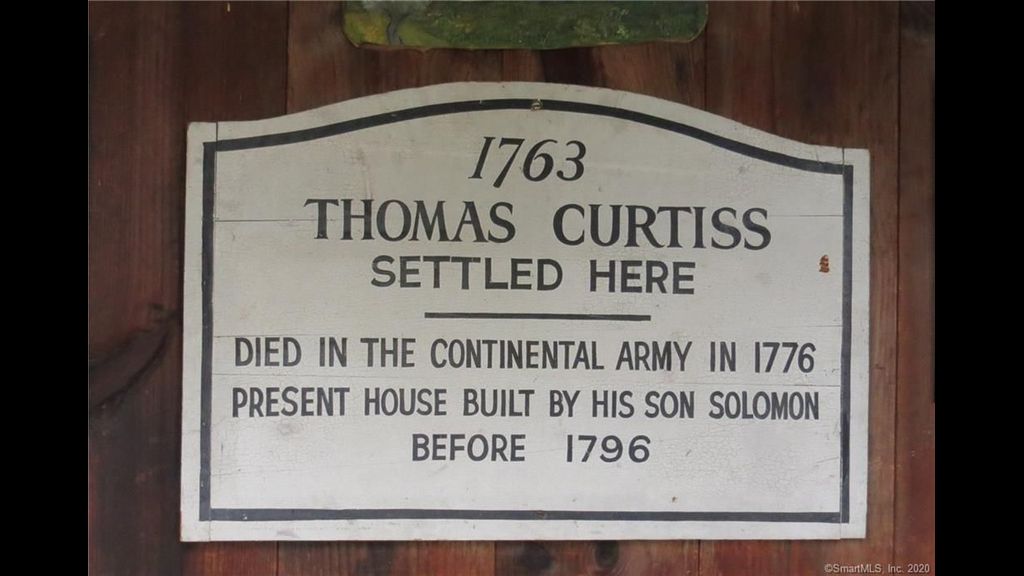 1763
THOMAS CURTISS
SETTLED HERE
DIED IN THE CONTINENTAL ARMY IN 1776
PRESENT HOUSE BUILT BY HIS SON SOLOMON
BEFORE 1796
©SmartMLS, Inc. 2020